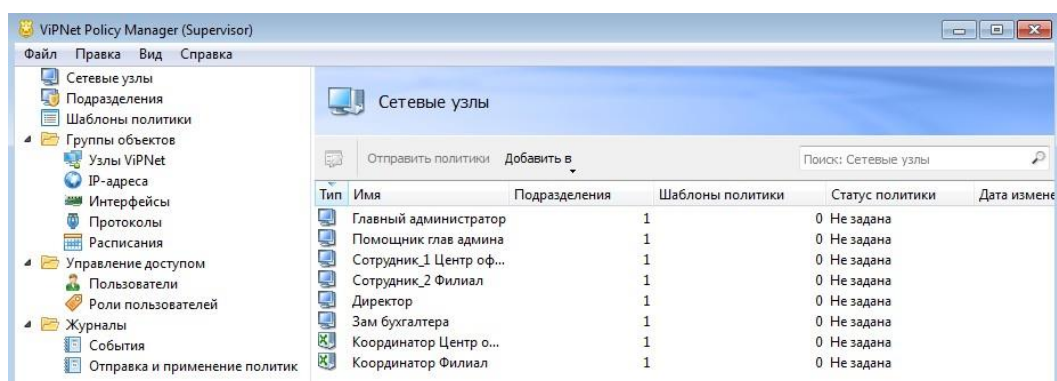 ViPNet Policy Manager (Supervisor)
Файл Правка Вид Справка
Сетевые узлы
Подразделения
Шаблоны политики
Группы объектов
Узлы ViPNet
IP-адреса
Интерфейсы
Протоколы
Расписания
Управление доступом
Пользователи
Роли пользователей
Журналы
События
Отправка и применение политик
Сетевые узлы
Отправить политики Добавить в Поиск: Сетевые узлы
Тип Имя Подразделения Шаблоны политики Статус политики Дата измене
Главный администратор 1 0 Не задана
Помощник глав админа 1 0 Не задана
Сотрудник_1 Центр оф... 1 0 Не задана
Сотрудник_2 Филиал 1 0 Не задана
Директор 1 0 Не задана
Зам бухгалтера 1 0 Не задана
Координатор Центр о... 1 0 Не задана
Координатор Филиал 1 0 Не задана